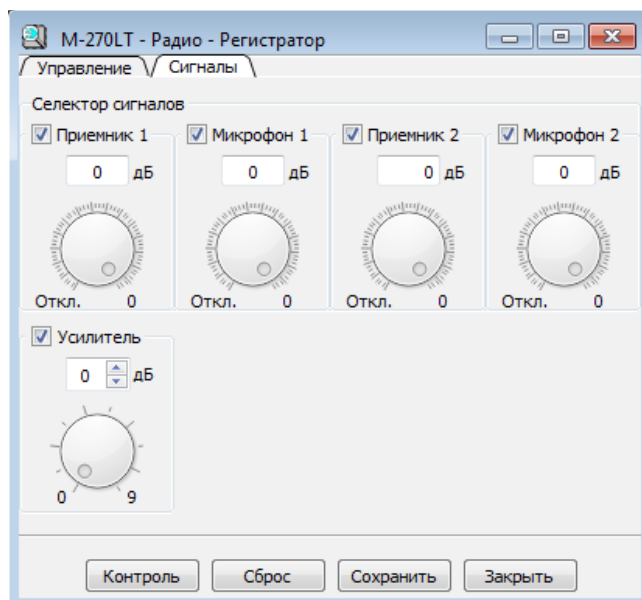 М-270LT - Радио - Регистратор
Управление Сигналы
Селектор сигналов
Приемник 1 Микрофон 1 Приемник 2 Микрофон 2
0 дБ 0 дБ 0 дБ 0 дБ
Откл. 0 Откл. 0 Откл. 0 Откл. 0
Усилитель
0 дБ
0 9
Контроль Сброс Сохранить Закрыть